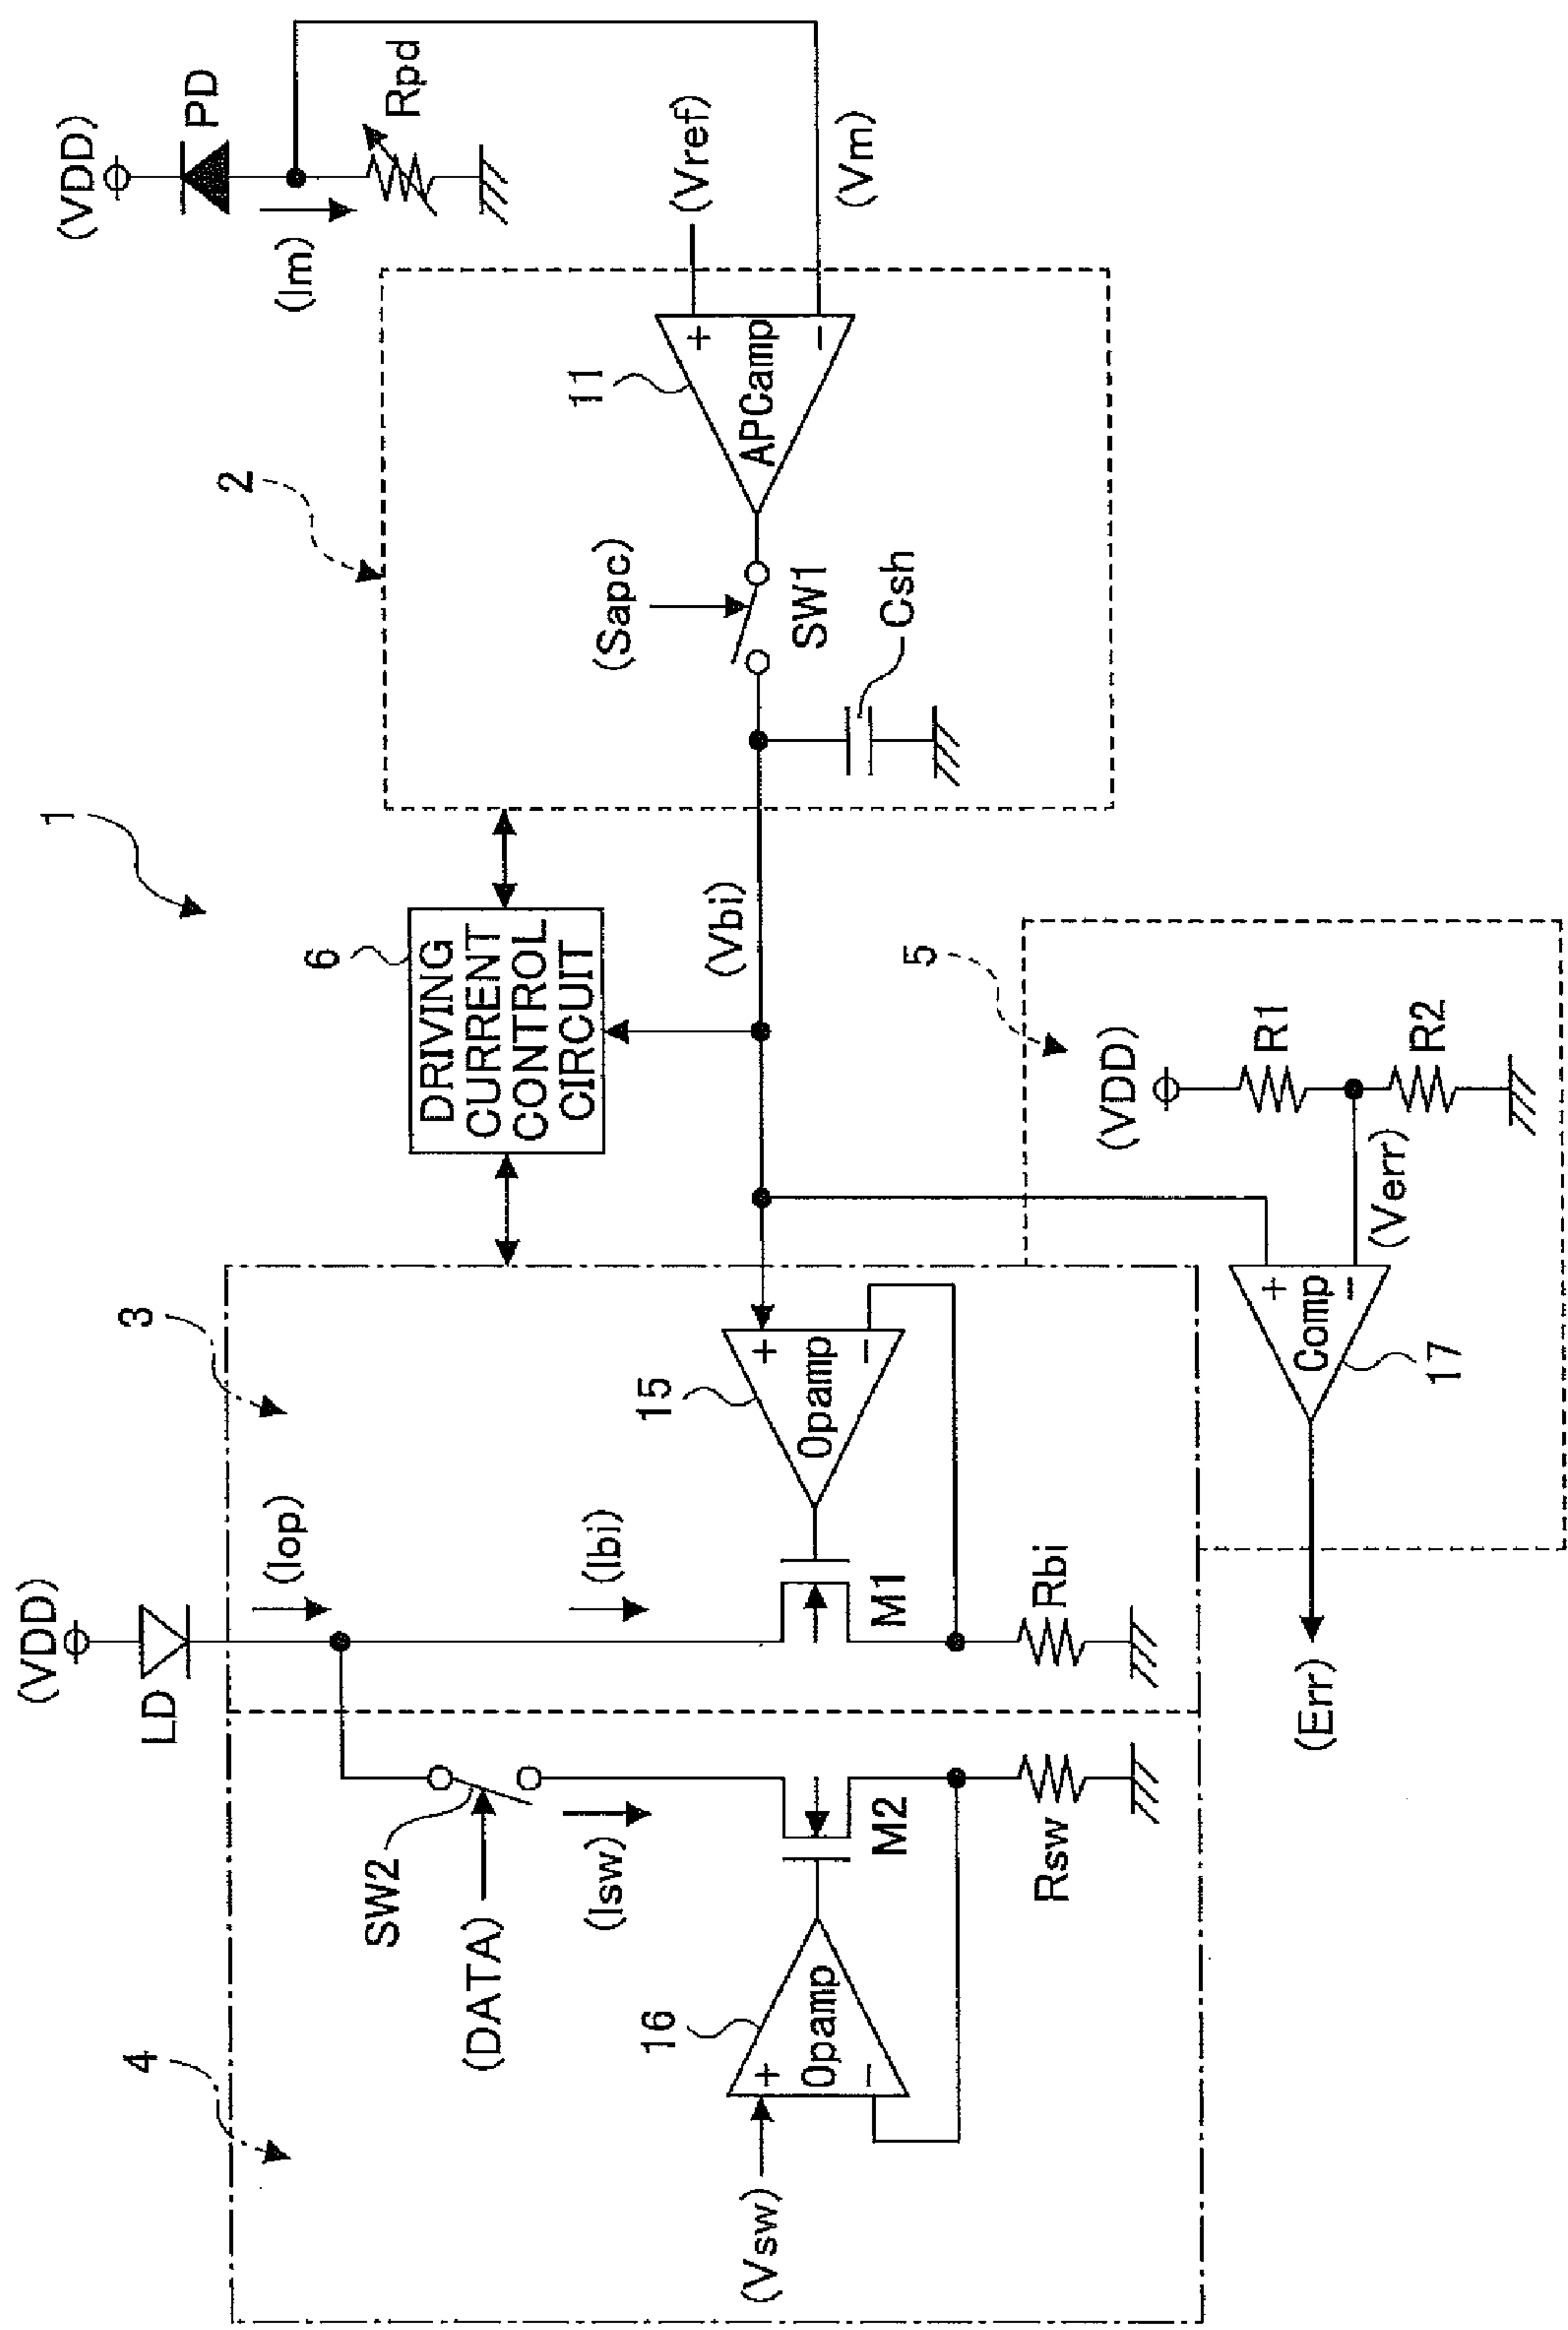 1
(VDD)
LD
(Iop)
3
4
SW2
(DATA)
(Isw)
(Ibi)
(Vsw)
+
-
Opamp
16
M2
M1
15
Opamp
+
-
Rsw
Rbi
6
DRIVING
CURRENT
CONTROL
CIRCUIT
(Vbi)
2
(Sapc)
SW1
Csh
11
APCamp
+
-
(Vref)
(Vm)
(VDD)
PD
(Im)
Rpd
5
(VDD)
R1
R2
(Verr)
+
-
Comp
17
(Err)